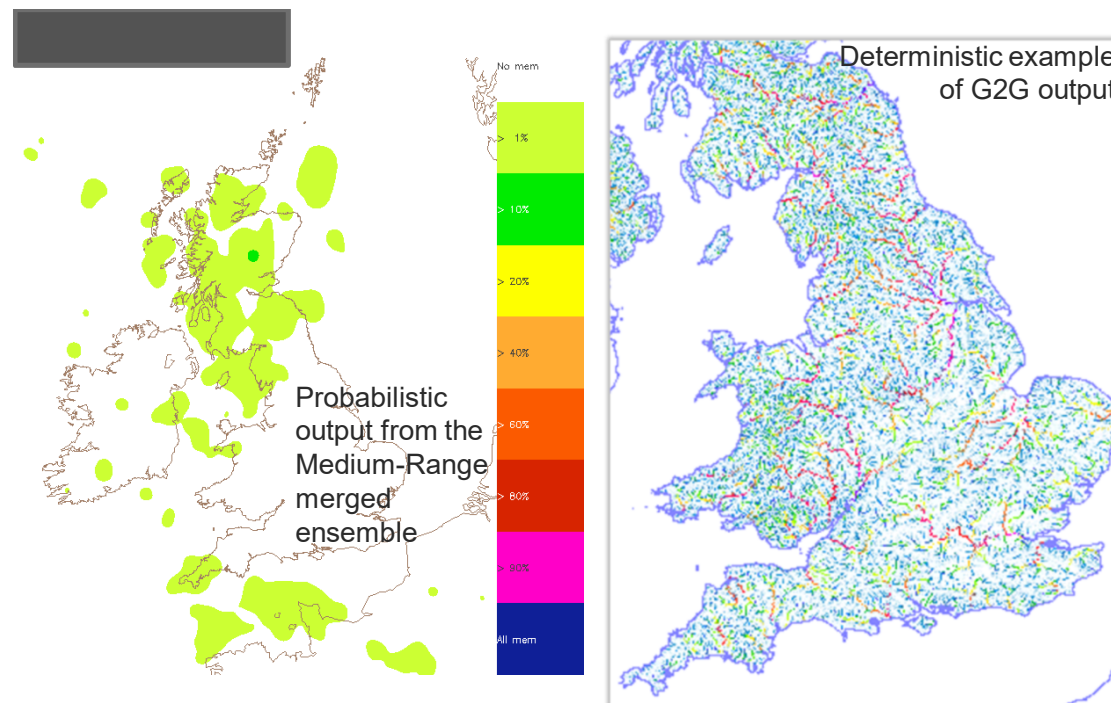 No mem
> 1%
> 10%
> 20%
> 40%
> 60%
> 80%
> 90%
All mem
Probabilistic
output from the
Medium-Range
merged
ensemble
Deterministic example
of G2G output